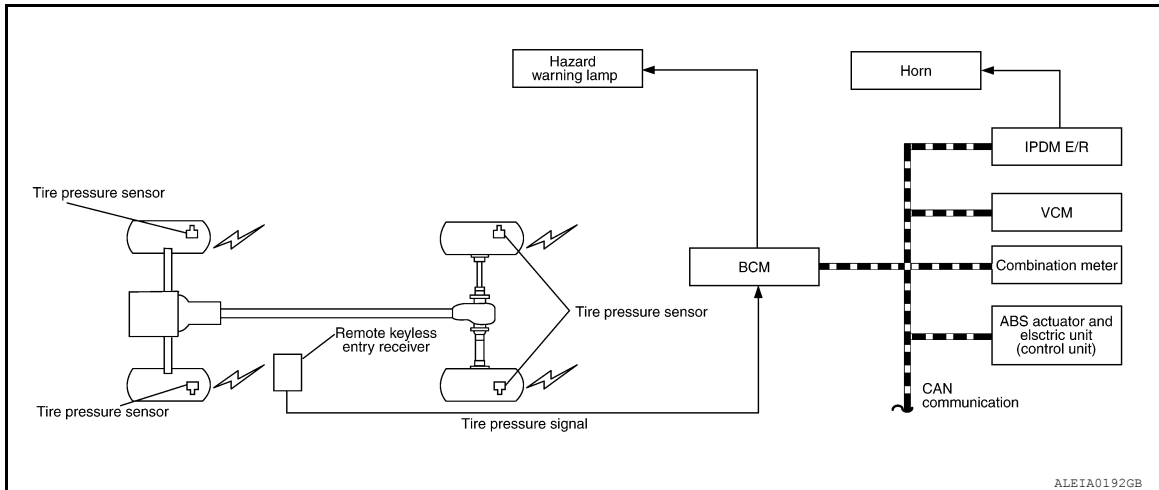 Hazard
warning lamp
Horn
IPDM E/R
Tire pressure sensor
VCM
BCM
Combination meter
Tire pressure sensor
ABS actuator and
elsctric unit
(control unit)
Remote keyless
entry receiver
Tire pressure sensor
CAN
communication
Tire pressure signal
ALEIA0192GB